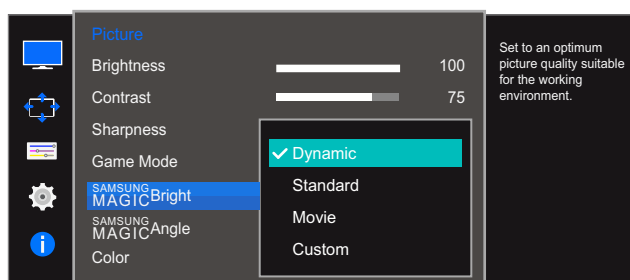 Picture
Brightness 100
Contrast 75
Sharpness
Game Mode
SAMSUNG
MAGICBright
SAMSUNG
MAGICAngle
Color
Dynamic
Standard
Movie
Custom
Set to an optimum
picture quality suitable
for the working
environment.